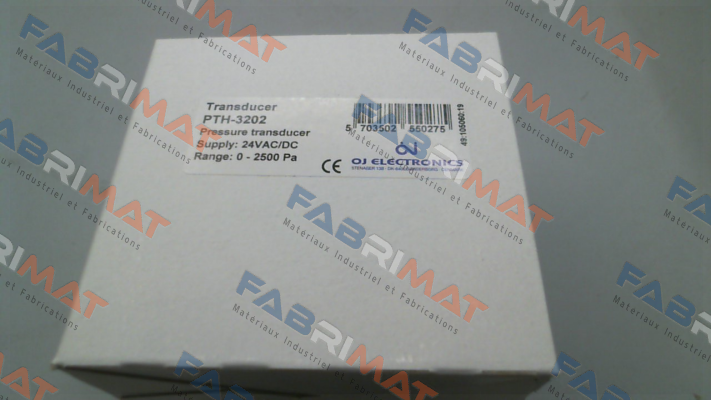 Transducer
PTH-3202
Pressure transducer
Supply: 24VAC/DC
Range: 0 - 2500 Pa
5 703502 550275
CE
OJ ELECTRONICS
FABRIMAT
Materiaux Industriel et Fabrications